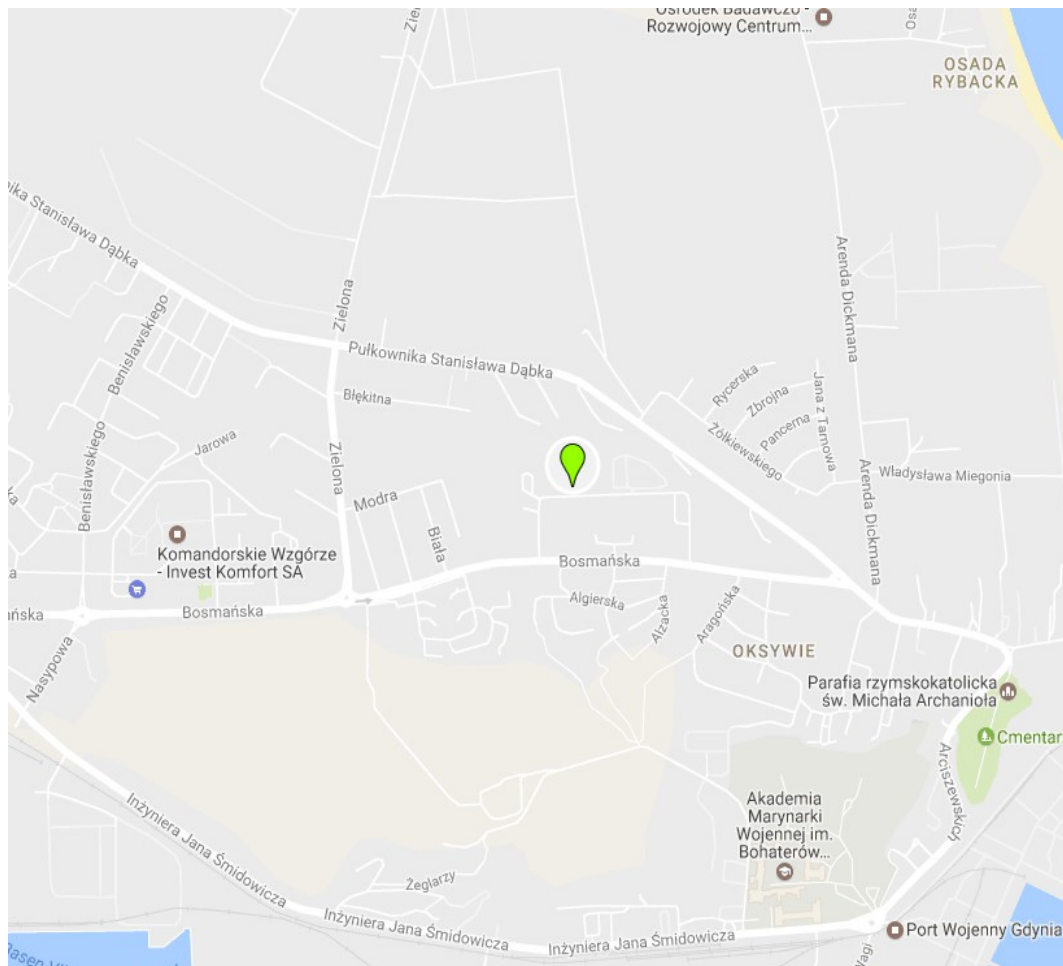 Rozwojowy Centrum...
OSADA
RYBACKA
Stanisława Dąbka
Benisławskiego
Zielona
Arenda Dickmana
Pułkownika Stanisława Dąbka
Błękitna
Rycerska
Zbrojna
Pancerna
Jana z Tarnowa
Żółkiewskiego
Władysława Miegonia
Benisławskiego
Jarowa
Zielona
Modra
Biała
Arenda Dickmana
Komandorskie Wzgórze
- Invest Komfort SA
Bosmańska
Bosmańska
Algierska
Alzacka
Aragońska
OKSYWIE
Nasypowa
Parafia rzymskokatolicka
św. Michała Archanioła
Cmentar
Arciszewskich
Akademia
Marynarki
Wojennej im.
Bohaterów...
Inżyniera Jana Śmidowicza
Żeglarzy
Inżyniera Jana Śmidowicza
Inżyniera Jana Śmidowicza
Port Wojenny Gdynia